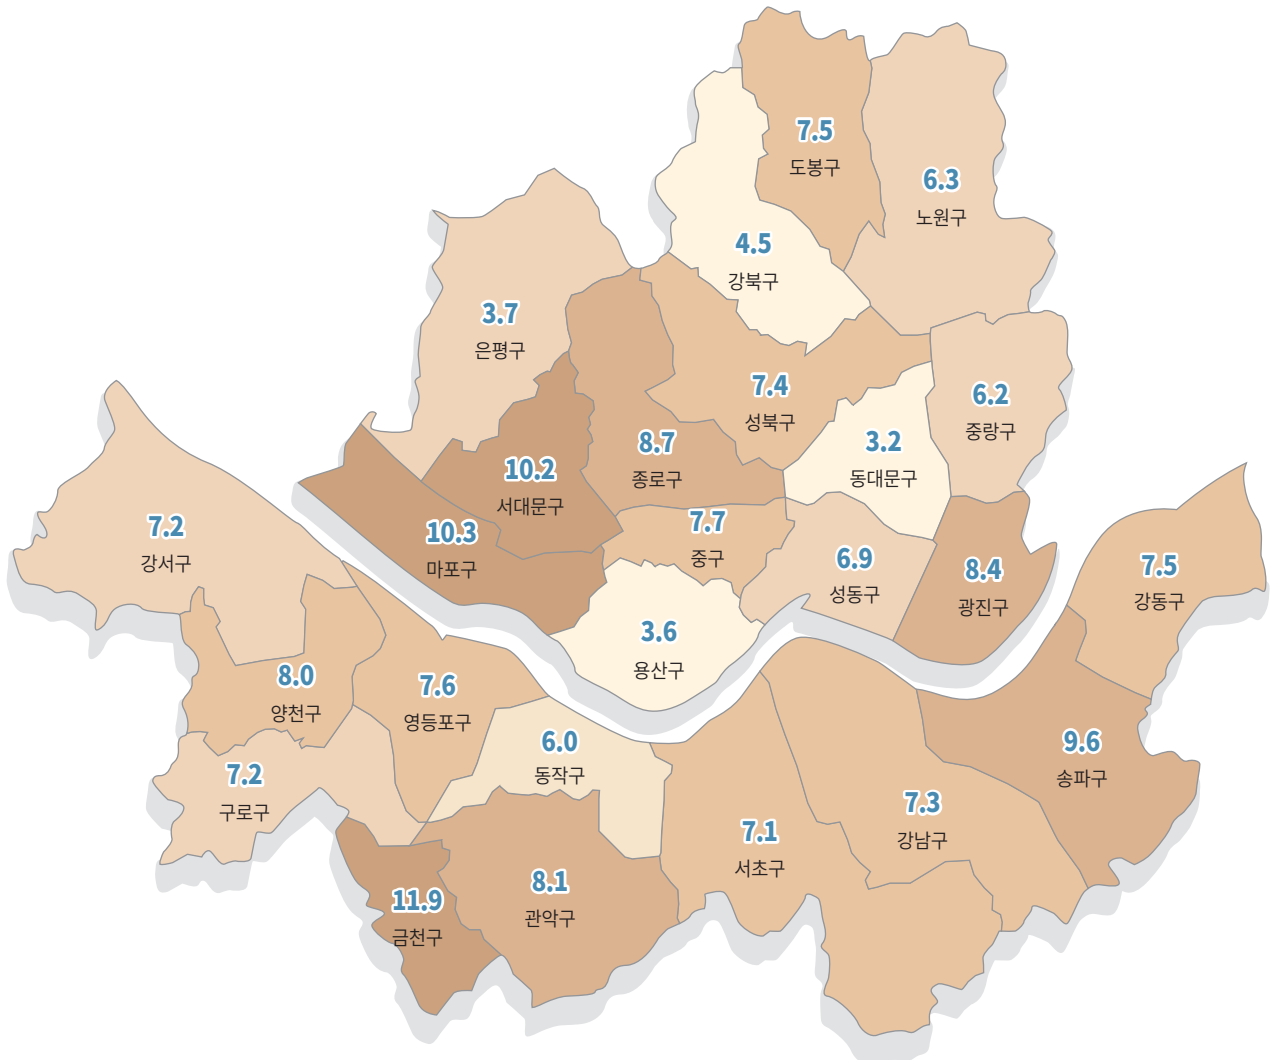 7.5
도봉구
6.3
노원구
4.5
강북구
3.7
은평구
7.4
성북구
6.2
중랑구
8.7
종로구
3.2
동대문구
10.2
서대문구
7.2
강서구
10.3
마포구
7.7
중구
6.9
성동구
8.4
광진구
7.5
강동구
3.6
용산구
8.0
양천구
7.6
영등포구
6.0
동작구
9.6
송파구
7.2
구로구
7.3
강남구
7.1
서초구
8.1
관악구
11.9
금천구